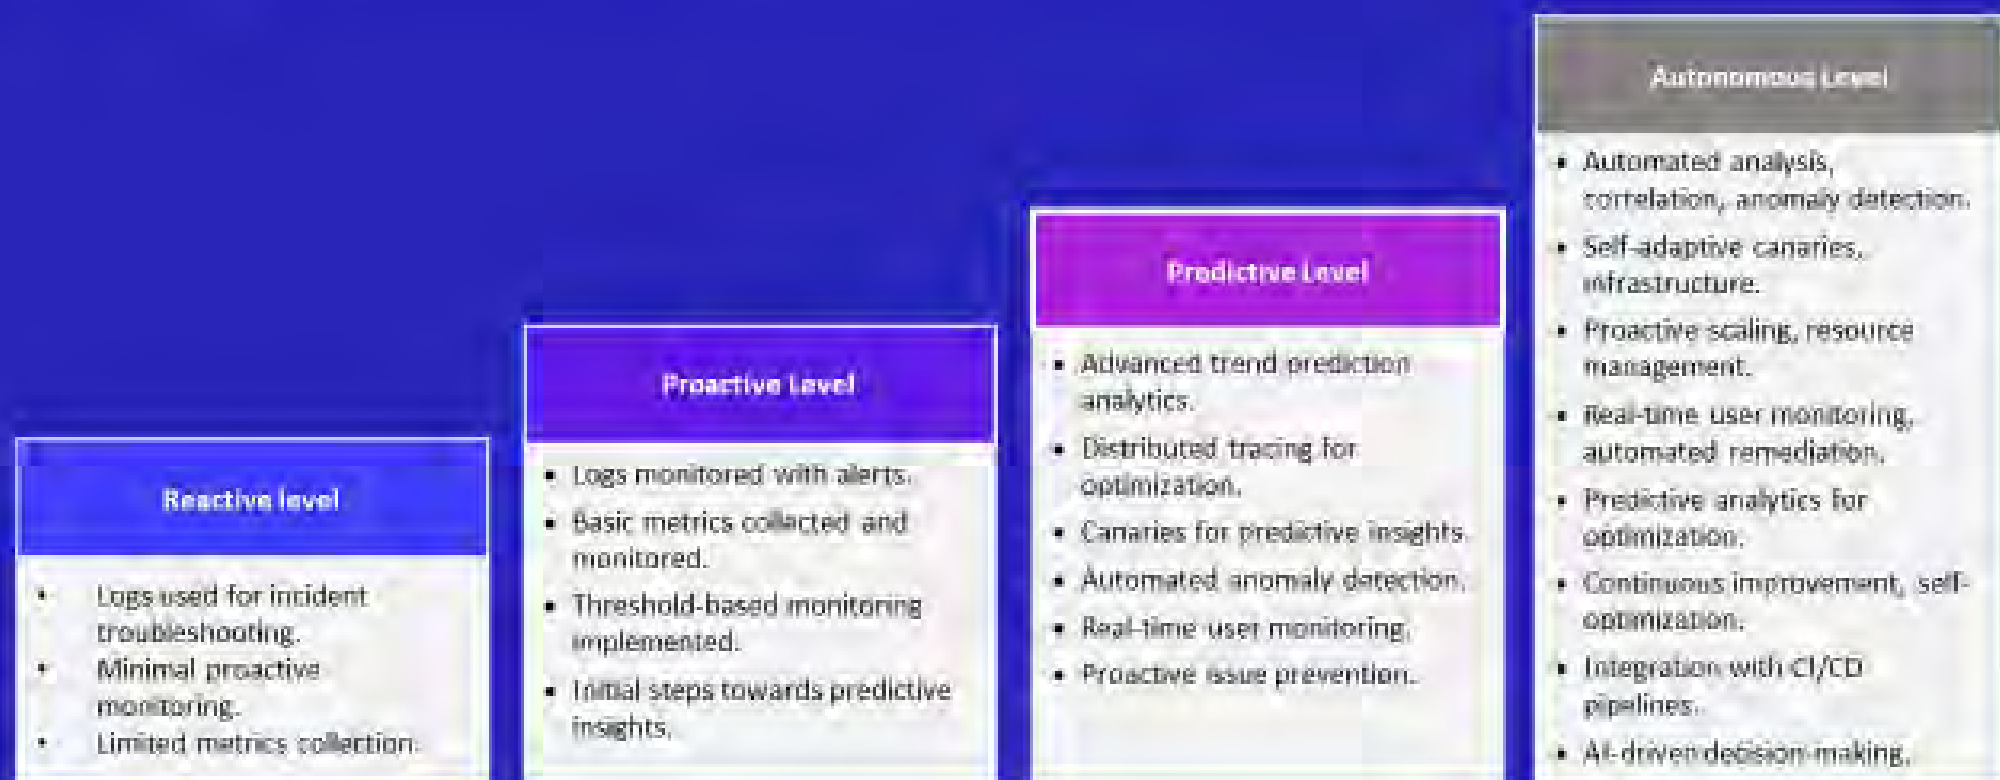 Reactive level
Logs used for incident
troubleshooting.
Minimal proactive
monitoring.
Limited metrics collection.
Proactive Level
Logs monitored with alerts.
Basic metrics collected and
monitored.
Threshold-based monitoring
implemented.
Initial steps towards predictive
insights.
Prodictive Level
Advanced trend prediction
analytics.
Distributed tracing for
optimization.
Canaries for predictive insights.
Automated anomaly detection.
Real-time user monitoring.
Proactive issue prevention.
Autonomous Level
Automated analysis,
correlation, anomaly detection.
Self-adaptive canaries,
infrastructure.
Proactive scaling, resource
management.
Real-time user monitoring,
automated remediation.
Predictive analytics for
optimization.
Continuous improvement, self-
optimization.
Integration with CI/CD
pipelines.
AI-driven decision-making.